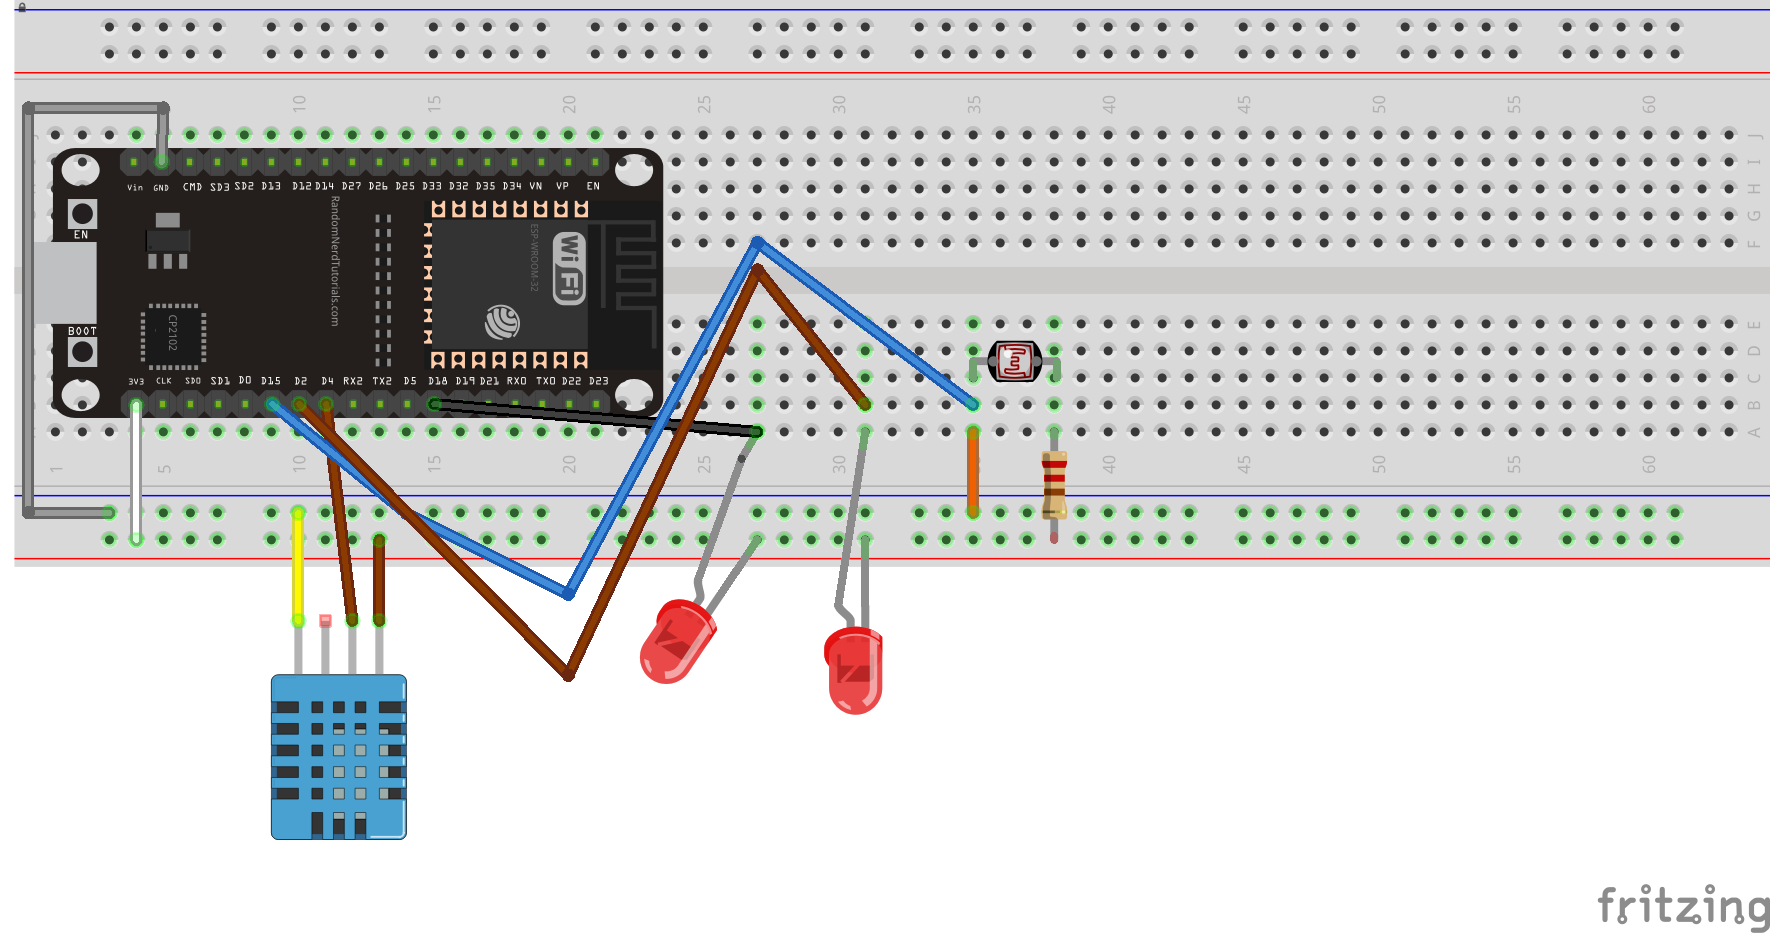 10 15 20 25 30 35 40 45 50 55 60
J
I
H
G
F
Vin GND CMD SD3 SD2 D13 D12 D14 D27 D26 D25 D33 D32 D35 D34 VN VP EN
EN
RandomNerdTutorials.com
ESP-WROOM-32
WiFi
CP2102
BOOT
3V3 CLK SD0 SD1 D0 D15 D2 D4 RX2 TX2 D5 D18 D19 D21 RX0 TX0 D22 D23
E
D
C
B
A
1 5 10 15 20 25 30 35 40 45 50 55 60
fritzing